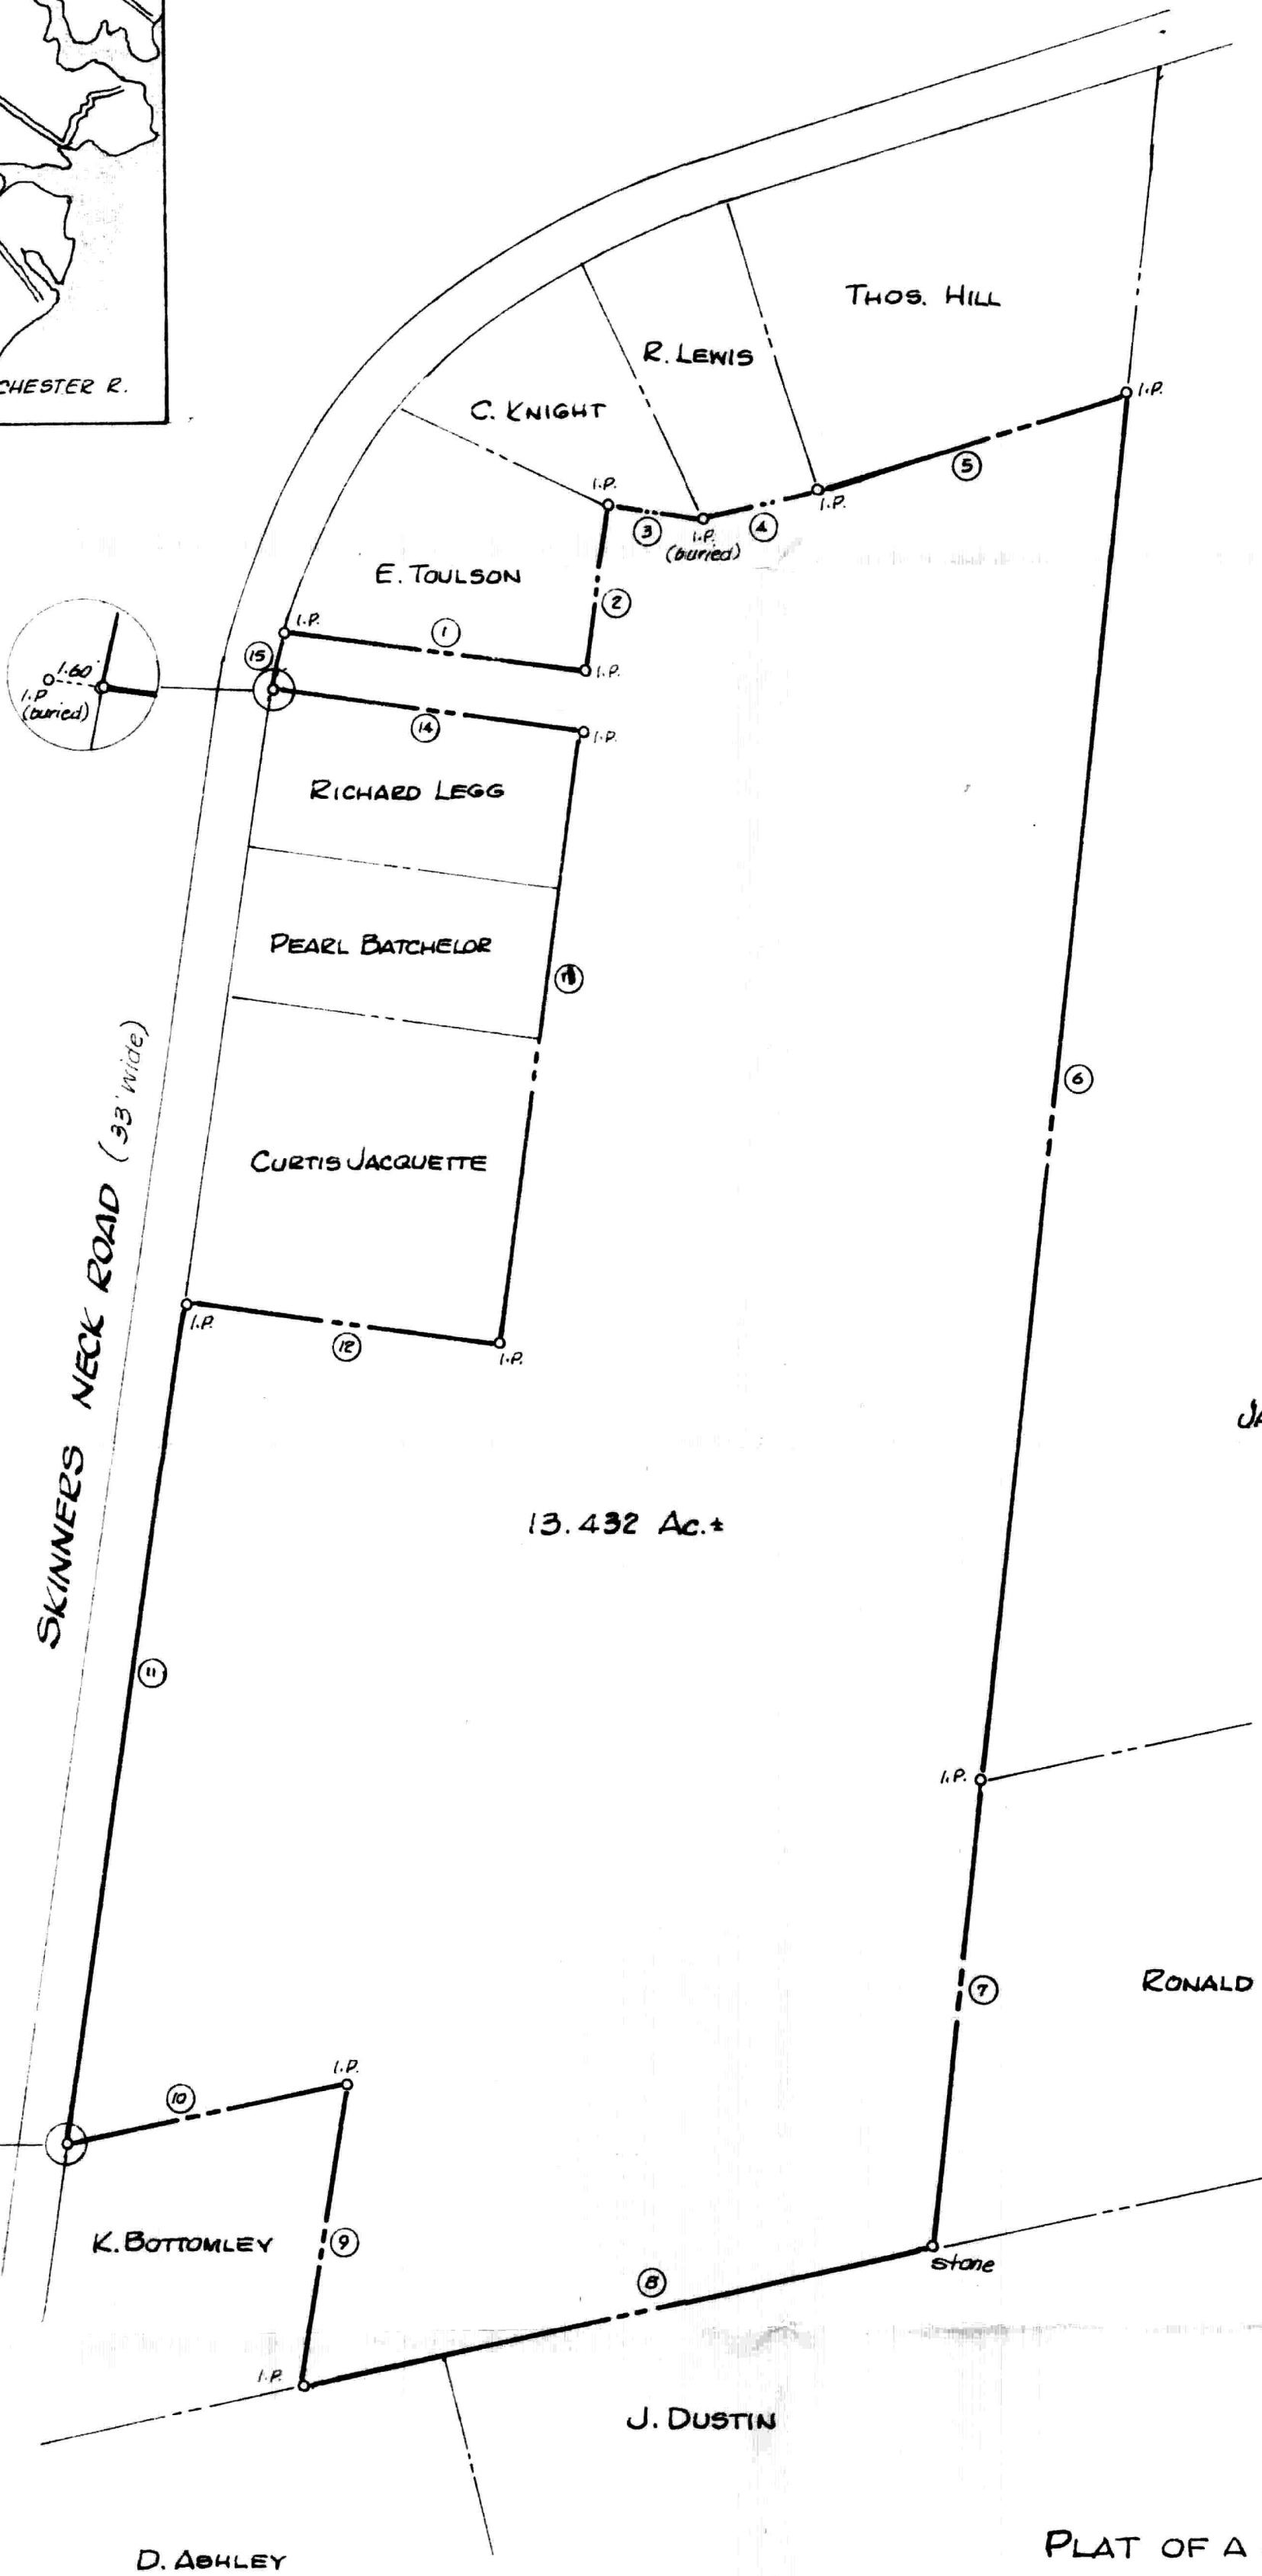 CHESTER R.
THOS. HILL
R. LEWIS
C. KNIGHT
I.P.
5
I.P.
I.P.
3
4
I.P.
(buried)
E. TOULSON
2
I.P.
1
15
I.P.
1.60'
I.P
(buried)
14
I.P.
RICHARD LEGG
PEARL BATCHELOR
SKINNERS NECK ROAD (33' wide)
6
CURTIS JACQUETTE
I.P.
12
I.P.
JA
13.432 Ac.±
11
I.P.
7
RONALD
I.P.
10
K. BOTTOMLEY
9
stone
8
I.P.
J. DUSTIN
D. ASHLEY
PLAT OF A